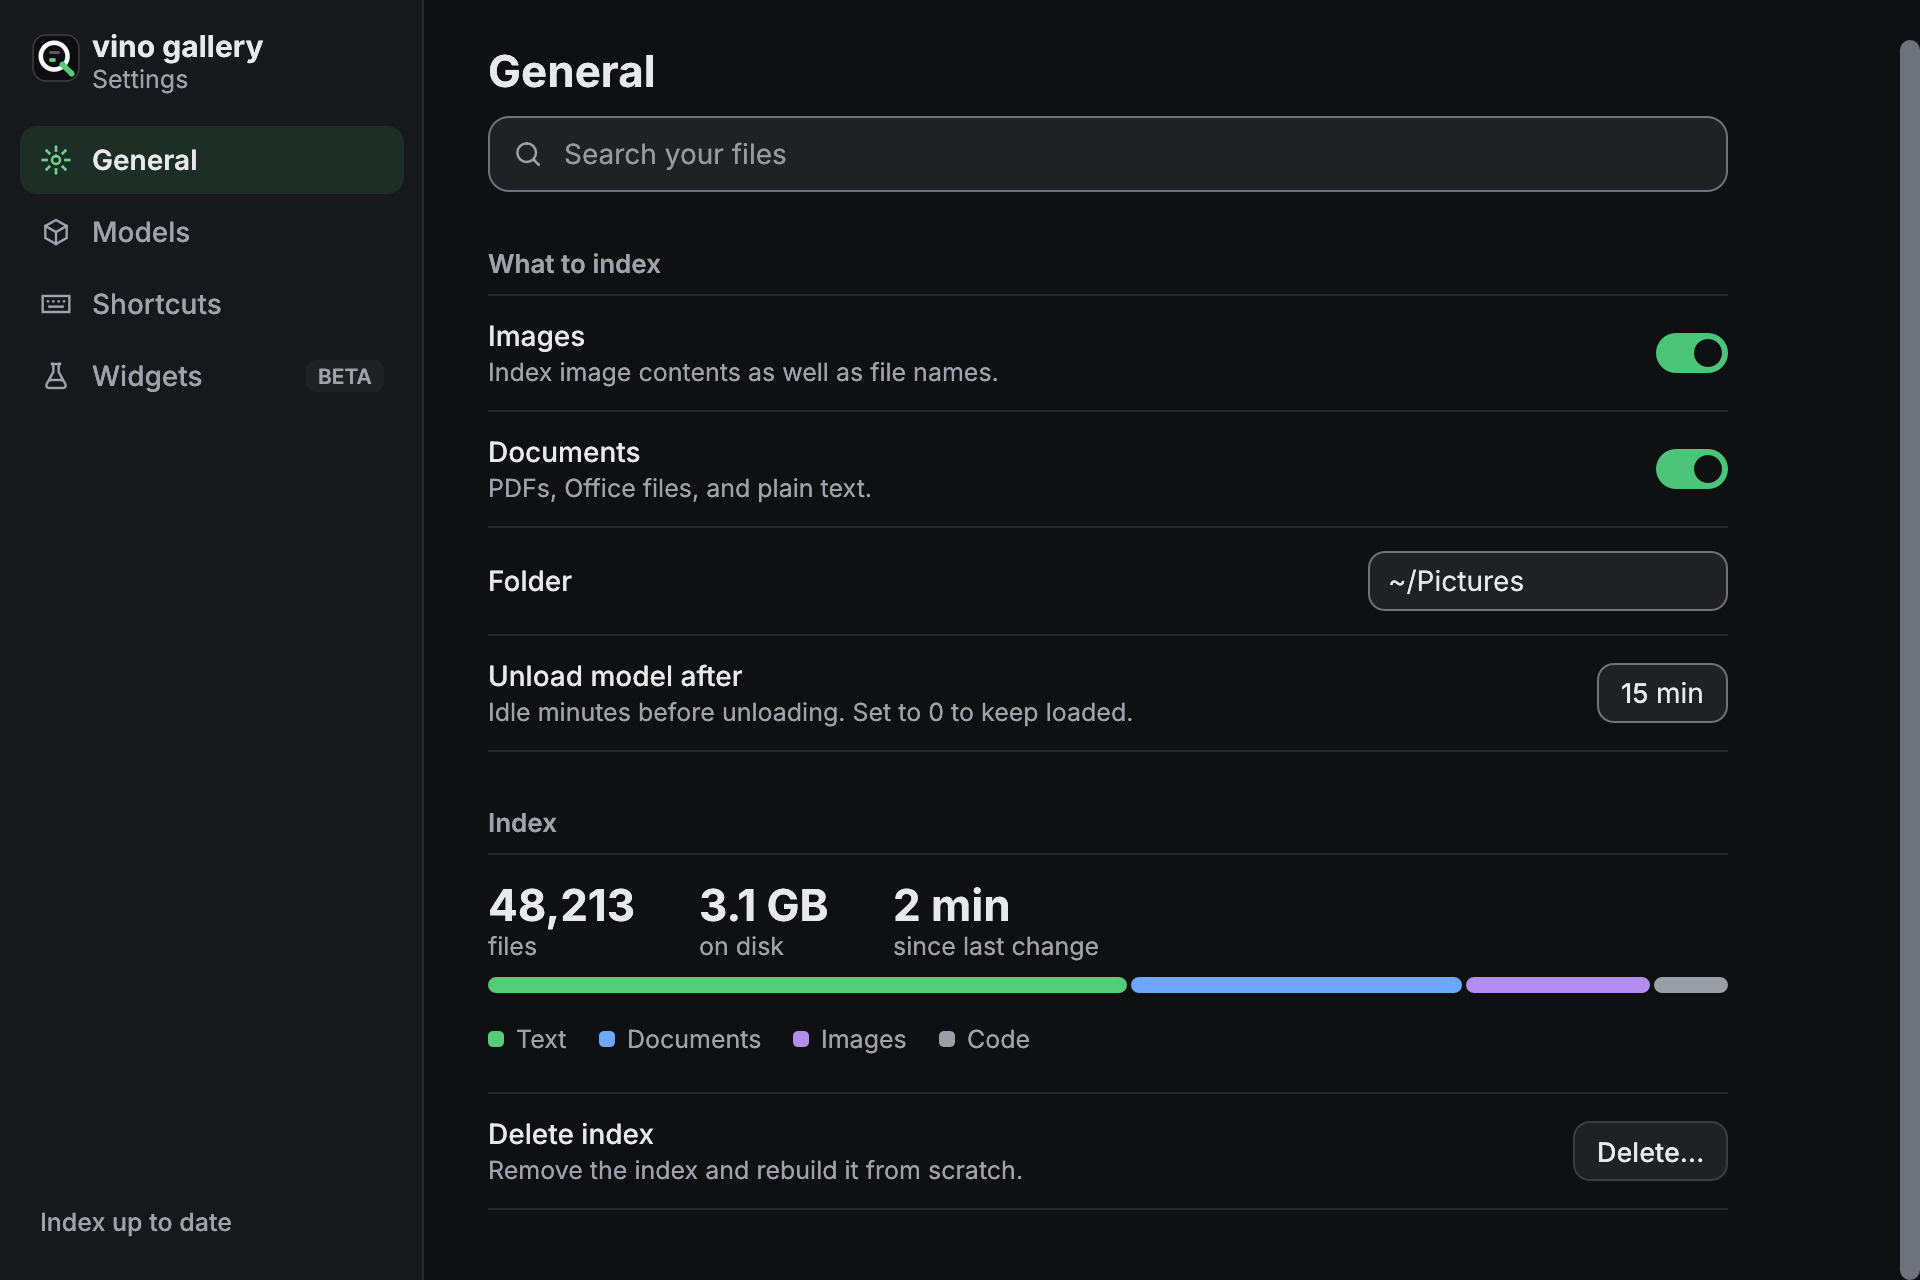 vino gallery
Settings
General
Models
Shortcuts
Widgets
BETA
Index up to date
General
Search your files
What to index
Images
Index image contents as well as file names.
Documents
PDFs, Office files, and plain text.
Folder
~/Pictures
Unload model after
Idle minutes before unloading. Set to 0 to keep loaded.
15 min
Index
48,213
files
3.1 GB
on disk
2 min
since last change
Text
Documents
Images
Code
Delete index
Remove the index and rebuild it from scratch.
Delete...